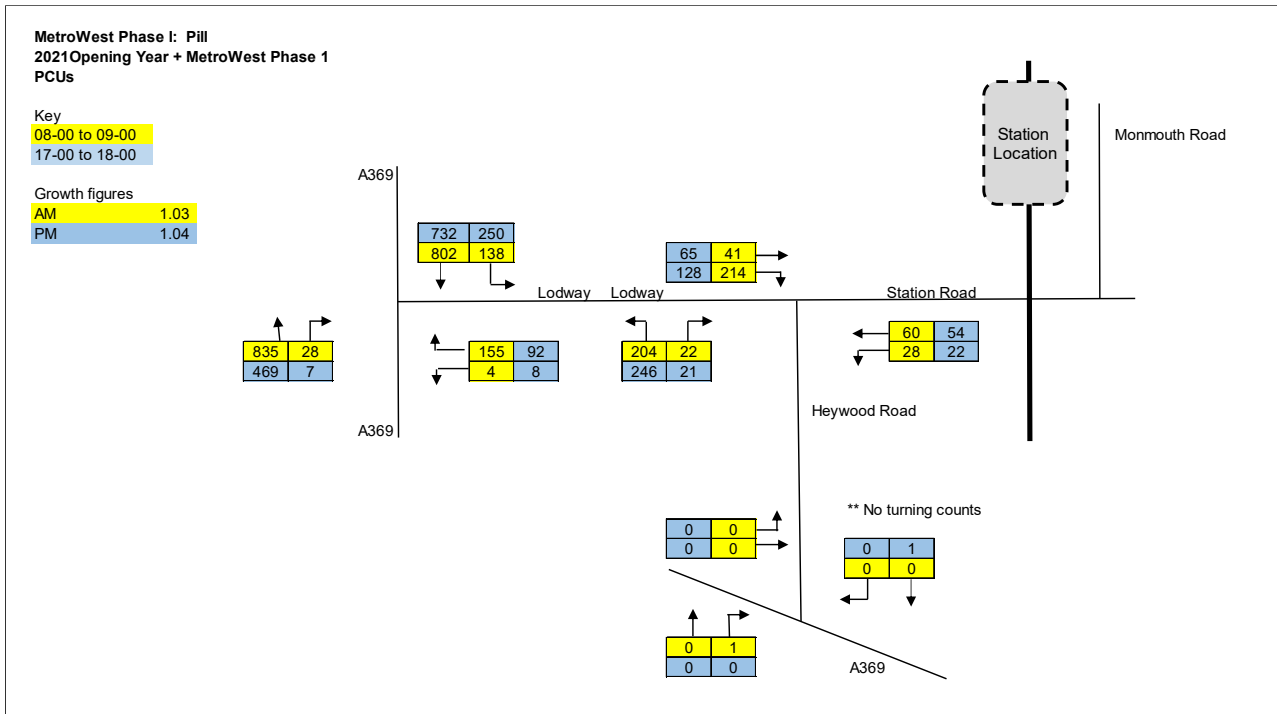 MetroWest Phase I:  Pill
2021Opening Year + MetroWest Phase 1
PCUs
Key
08-00 to 09-00
17-00 to 18-00
Growth figures
AM 1.03
PM 1.04
Station
Location
Monmouth Road
A369
732 250
802 138
65 41
128 214
Lodway Lodway Station Road
835 28
469 7
155 92
4 8
204 22
246 21
60 54
28 22
Heywood Road
A369
** No turning counts
0 0
0 0
0 1
0 0
0 1
0 0
A369